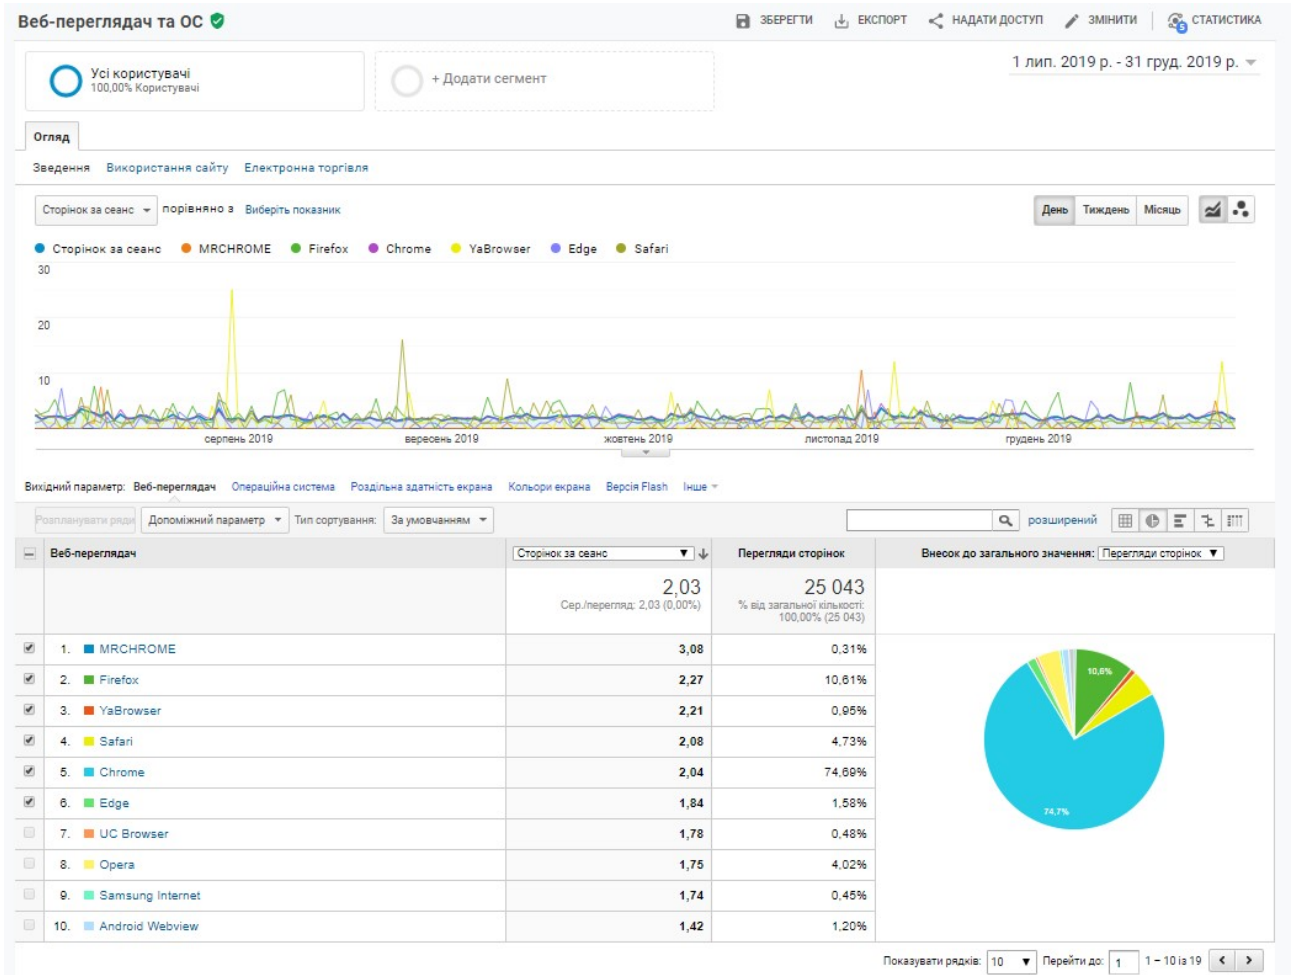 Веб-переглядач та ОС
ЗБЕРЕГТИ ЕКСПОРТ НАДАТИ ДОСТУП ЗМІНИТИ СТАТИСТИКА
5
Усі користувачі
100,00% Користувачі
+ Додати сегмент
1 лип. 2019 р. - 31 груд. 2019 р.
Огляд
Зведення Використання сайту Електронна торгівля
Сторінок за сеанс порівняно з Виберіть показник
День Тиждень Місяць
Сторінок за сеанс MRCHROME Firefox Chrome YaBrowser Edge Safari
30
20
10
серпень 2019 вересень 2019 жовтень 2019 листопад 2019 грудень 2019
Вихідний параметр: Веб-переглядач Операційна система Роздільна здатність екрана Кольори екрана Версія Flash Інше
Розпланувати ряди Допоміжний параметр Тип сортування: За умовчанням розширений
Веб-переглядач Сторінок за сеанс Перегляди сторінок Внесок до загального значення: Перегляди сторінок
2,03 25 043
Сер./перегляд: 2,03 (0,00%) % від загальної кількості:
100,00% (25 043)
1. MRCHROME 3,08 0,31%
2. Firefox 2,27 10,61%
3. YaBrowser 2,21 0,95%
4. Safari 2,08 4,73%
5. Chrome 2,04 74,69%
6. Edge 1,84 1,58%
7. UC Browser 1,78 0,48%
8. Opera 1,75 4,02%
9. Samsung Internet 1,74 0,45%
10. Android Webview 1,42 1,20%
10,6%
74,7%
Показувати рядків: 10 Перейти до: 1 1 – 10 із 19